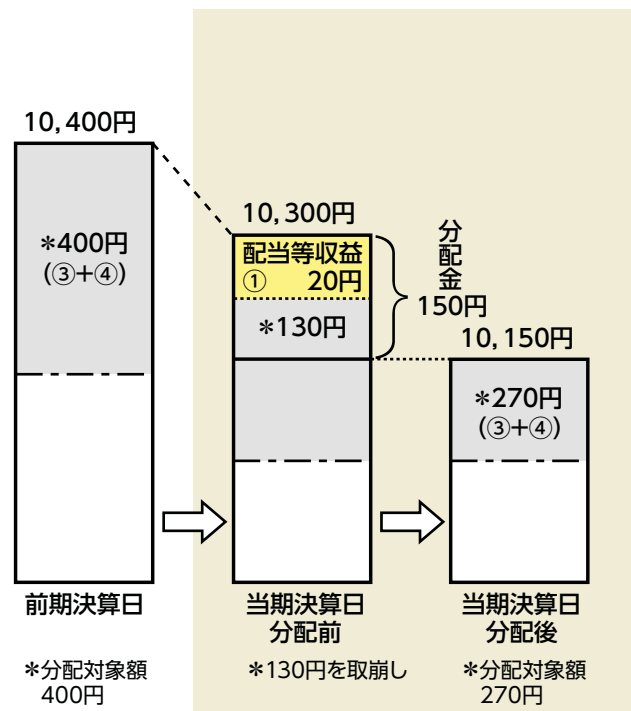 10,400円
*400円
(③+④)
前期決算日
*分配対象額
400円
10,300円
配当等収益
① 20円
*130円
分配金
150円
当期決算日
分配前
*130円を取崩し
10,150円
*270円
(③+④)
当期決算日
分配後
*分配対象額
270円